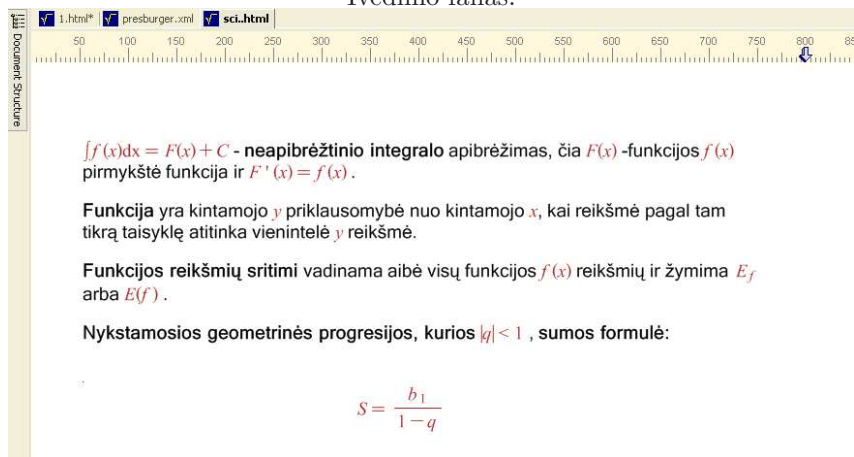 Įvedimo langas.
1.html* presburger.xml sci..html
50 100 150 200 250 300 350 400 450 500 550 600 650 700 750 800 85
Document Structure
∫f(x)dx = F(x) + C - neapibrėžtinio integralo apibrėžimas, čia F(x) -funkcijos f(x)
pirmykštė funkcija ir F'(x) = f(x) .
Funkcija yra kintamojo y priklausomybė nuo kintamojo x, kai reikšmė pagal tam
tikrą taisyklę atitinka vienintelė y reikšmė.
Funkcijos reikšmių sritimi vadinama aibė visų funkcijos f(x) reikšmių ir žymima E_f
arba E(f) .
Nykstamosios geometrinės progresijos, kurios |q| < 1 , sumos formulė:
S = b₁ / (1 − q)